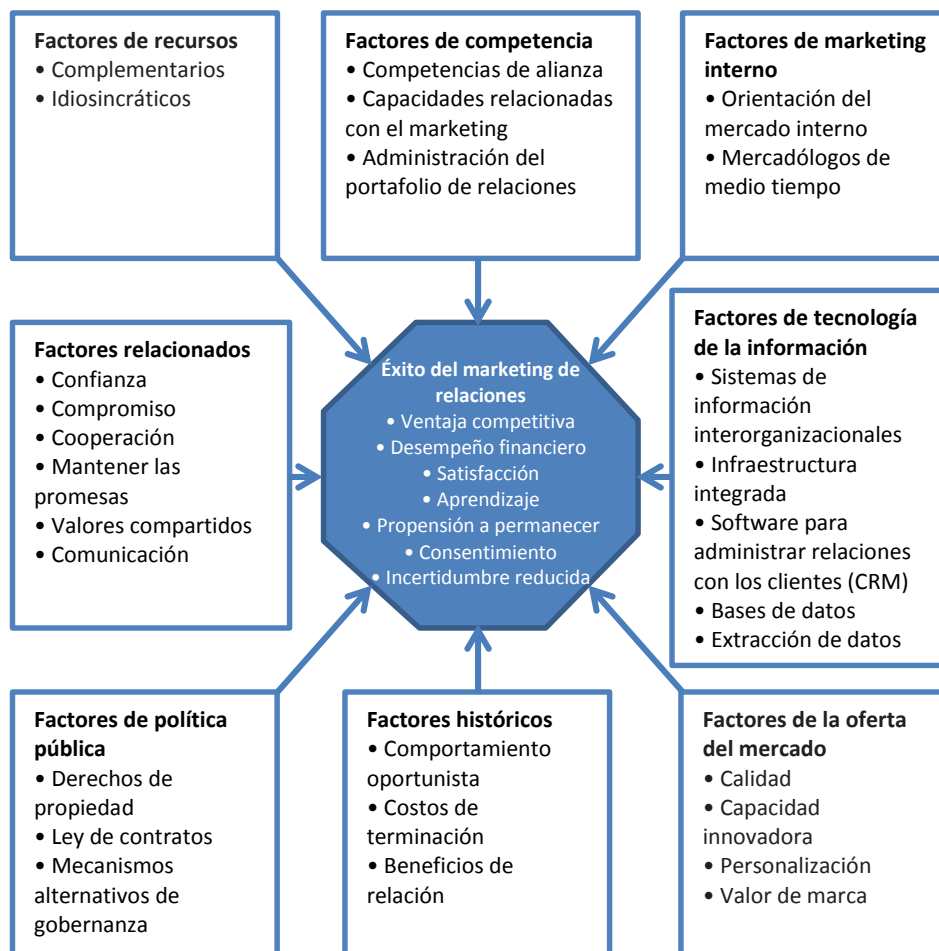 Factores de recursos
• Complementarios
• Idiosincráticos
Factores de competencia
• Competencias de alianza
• Capacidades relacionadas
con el marketing
• Administración del
portafolio de relaciones
Factores de marketing
interno
• Orientación del
mercado interno
• Mercadólogos de
medio tiempo
Factores relacionados
• Confianza
• Compromiso
• Cooperación
• Mantener las
promesas
• Valores compartidos
• Comunicación
Éxito del marketing de
relaciones
• Ventaja competitiva
• Desempeño financiero
• Satisfacción
• Aprendizaje
• Propensión a permanecer
• Consentimiento
• Incertidumbre reducida
Factores de tecnología
de la información
• Sistemas de
información
interorganizacionales
• Infraestructura
integrada
• Software para
administrar relaciones
con los clientes (CRM)
• Bases de datos
• Extracción de datos
Factores de política
pública
• Derechos de
propiedad
• Ley de contratos
• Mecanismos
alternativos de
gobernanza
Factores históricos
• Comportamiento
oportunista
• Costos de
terminación
• Beneficios de
relación
Factores de la oferta
del mercado
• Calidad
• Capacidad
innovadora
• Personalización
• Valor de marca